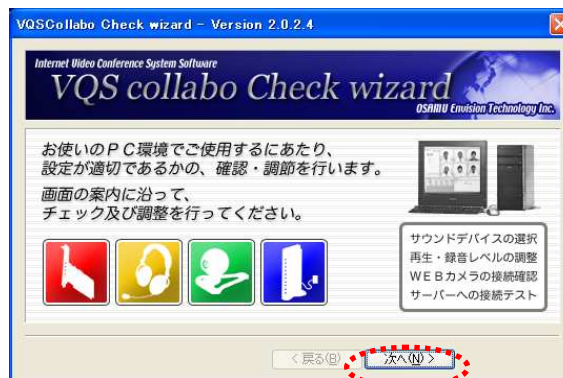 VQSCollabo Check wizard - Version 2.0.2.4
Internet Video Conference System Software
VQS collabo Check wizard
OSAMU Envision Technology Inc.
お使いのＰＣ環境でご使用するにあたり、
設定が適切であるかの、確認・調節を行います。
画面の案内に沿って、
チェック及び調整を行ってください。
サウンドデバイスの選択
再生・録音レベルの調整
ＷＥＢカメラの接続確認
サーバーへの接続テスト
< 戻る(B)
次へ(N) >